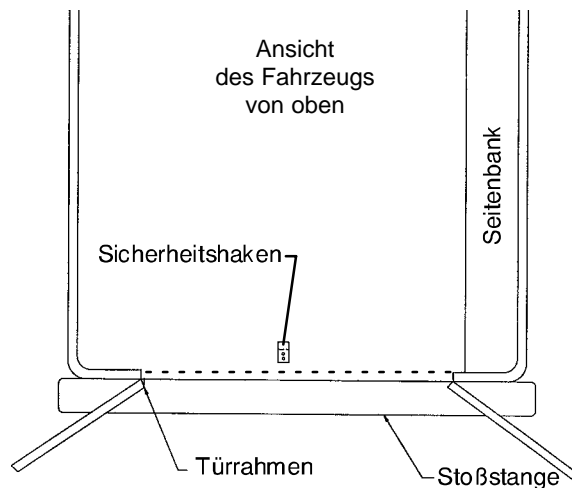 Ansicht
des Fahrzeugs
von oben
Seitenbank
Sicherheitshaken
Türrahmen
Stoßstange